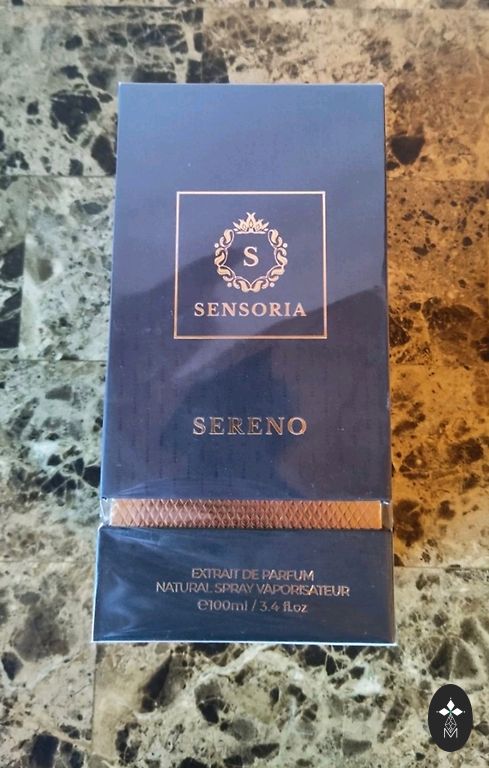 S
SENSORIA
SERENO
EXTRAIT DE PARFUM
NATURAL SPRAY VAPORISATEUR
℮100ml / 3.4 fl.oz